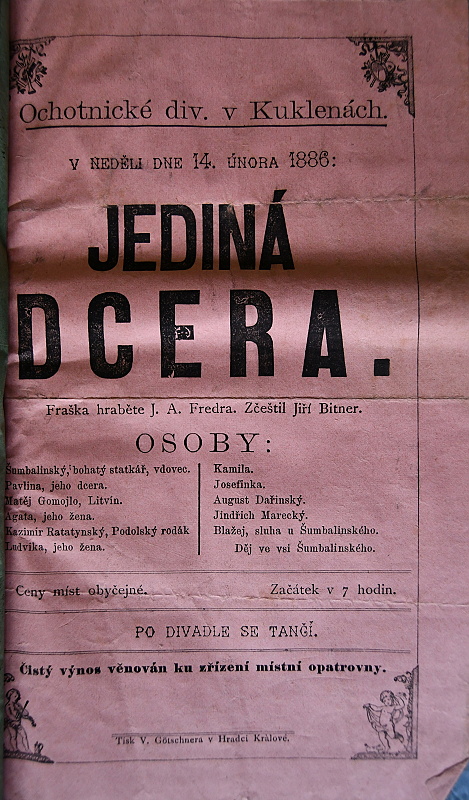 Ochotnické div. v Kuklenách.
V NEDĚLI DNE 14. ÚNORA 1886:
JEDINÁ
DCERA.
Fraška hraběte J. A. Fredra. Zčeštil Jiří Bitner.
OSOBY:
Šumbalinský, bohatý statkář, vdovec.
Pavlina, jeho dcera.
Matěj Gomojlo, Litvín.
Agata, jeho žena.
Kazimir Ratatynský, Podolský rodák
Ludvika, jeho žena.
Kamila.
Josefinka.
August Dařinský.
Jindřich Marecký.
Blažej, sluha u Šumbalinského.
Děj ve vsi Šumbalinského.
Ceny míst obyčejné. Začátek v 7 hodin.
PO DIVADLE SE TANČÍ.
Čistý výnos věnován ku zřízení místní opatrovny.
Tisk V. Götschnera v Hradci Králové.